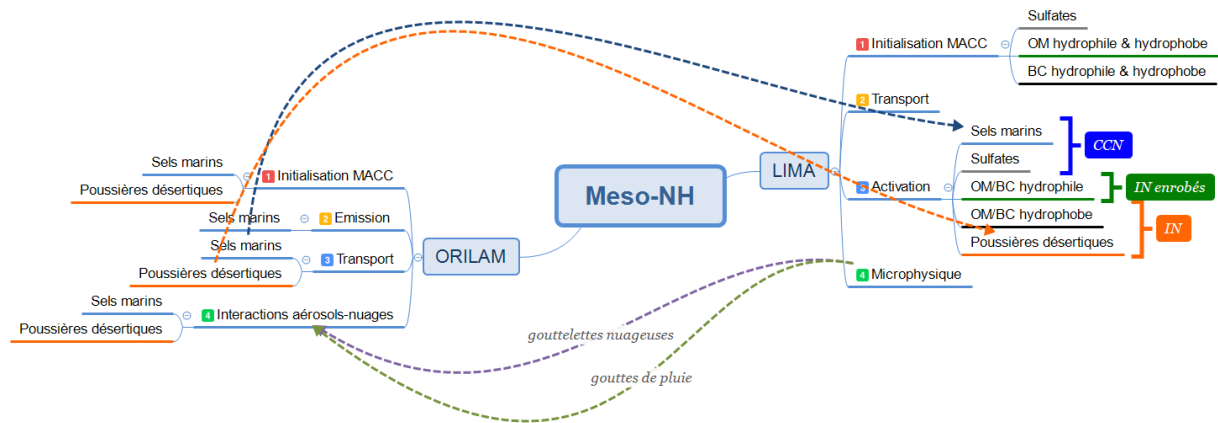 Meso-NH
LIMA
1 Initialisation MACC
Sulfates
OM hydrophile & hydrophobe
BC hydrophile & hydrophobe
2 Transport
3 Activation
Sels marins
Sulfates
OM/BC hydrophile
OM/BC hydrophobe
Poussières désertiques
CCN
IN enrobés
IN
4 Microphysique
ORILAM
1 Initialisation MACC
Sels marins
Poussières désertiques
2 Emission
Sels marins
3 Transport
Sels marins
Poussières désertiques
4 Interactions aérosols-nuages
Sels marins
Poussières désertiques
gouttelettes nuageuses
gouttes de pluie